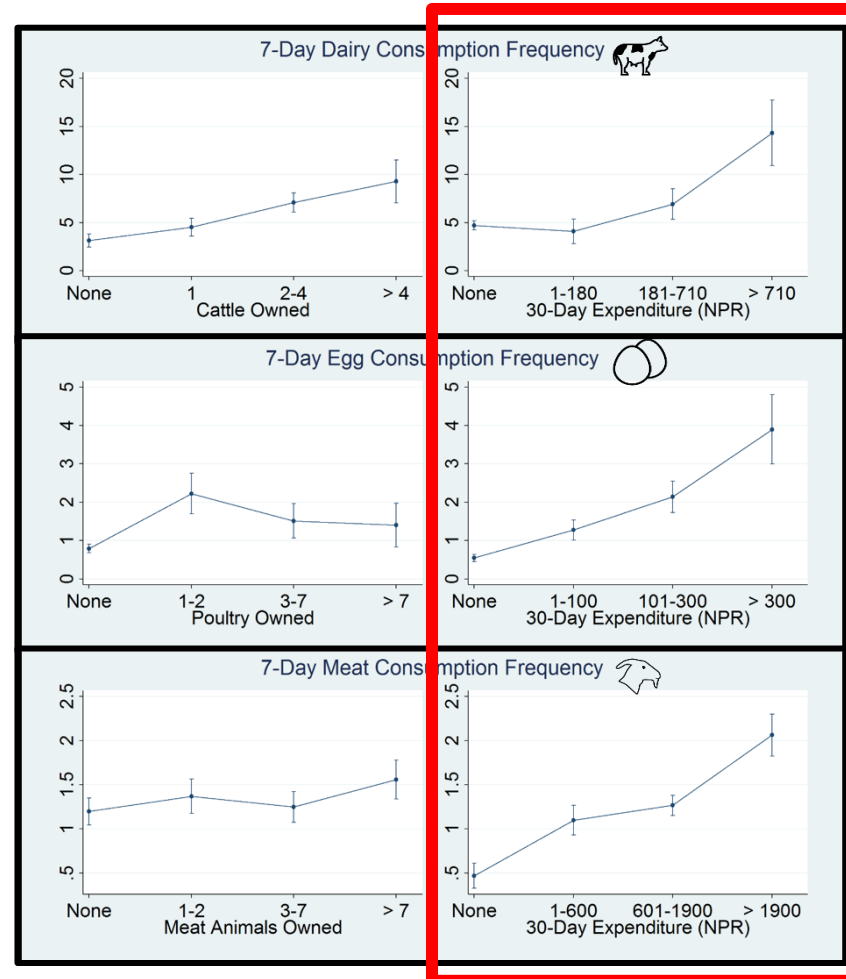 7-Day Dairy Consumption Frequency
20
15
10
5
0
None 1 2-4 > 4
Cattle Owned
20
15
10
5
0
None 1-180 181-710 > 710
30-Day Expenditure (NPR)
7-Day Egg Consumption Frequency
5
4
3
2
1
0
None 1-2 3-7 > 7
Poultry Owned
5
4
3
2
1
0
None 1-100 101-300 > 300
30-Day Expenditure (NPR)
7-Day Meat Consumption Frequency
2.5
2
1.5
1
.5
None 1-2 3-7 > 7
Meat Animals Owned
2.5
2
1.5
1
.5
None 1-600 601-1900 > 1900
30-Day Expenditure (NPR)